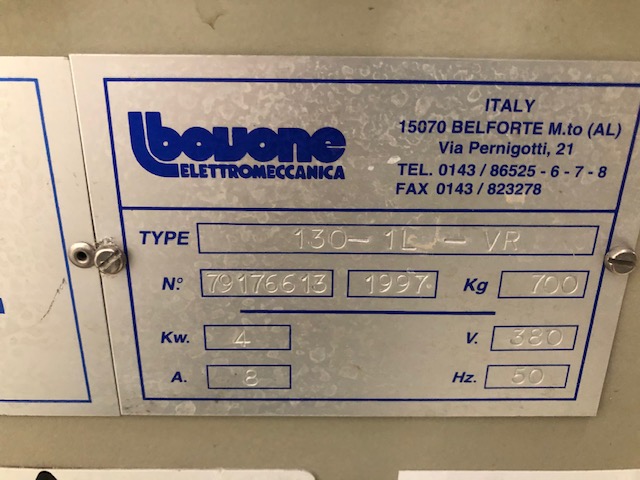 bovone
ELETTROMECCANICA
ITALY
15070 BELFORTE M.to (AL)
Via Pernigotti, 21
TEL. 0143 / 86525 - 6 - 7 - 8
FAX 0143 / 823278
TYPE 130 - 1L - VR
N.° 79176613 1997 Kg 700
Kw. 4 V. 380
A. 8 Hz. 50